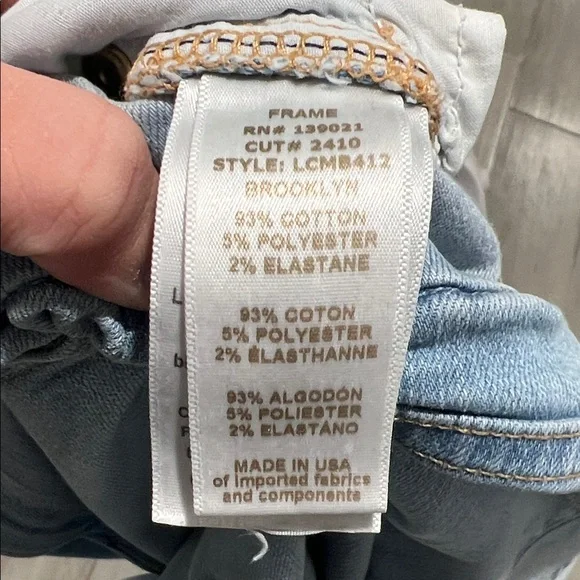 FRAME
RN# 139021
CUT# 2410
STYLE: LCMB412
BROOKLYN
93% COTTON
5% POLYESTER
2% ELASTANE
93% COTON
5% POLYESTER
2% ÉLASTHANNE
93% ALGODÓN
5% POLIESTER
2% ELASTÁNO
MADE IN USA
of imported fabrics
and components